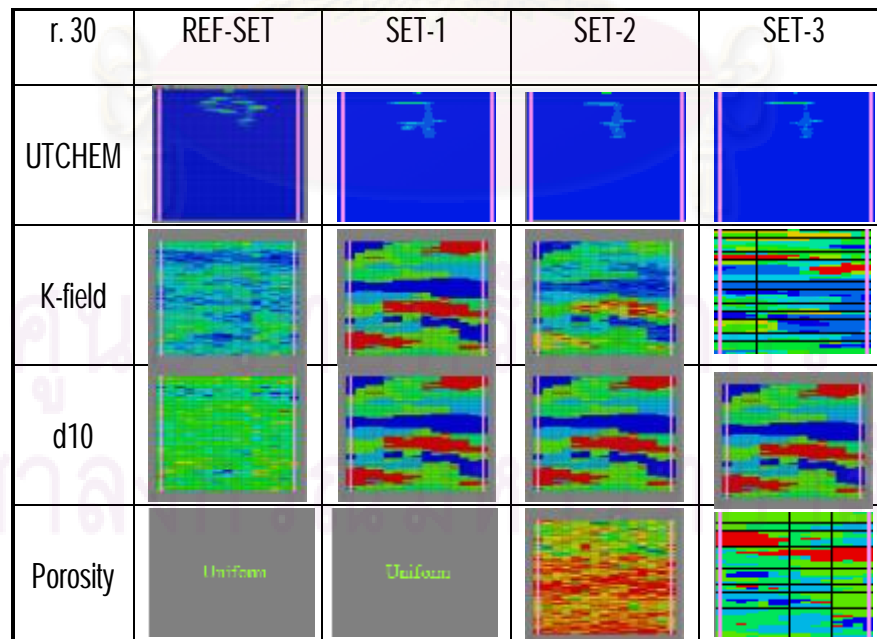 r. 30 REF-SET SET-1 SET-2 SET-3
UTCHEM
K-field
d10
Porosity Uniform Uniform